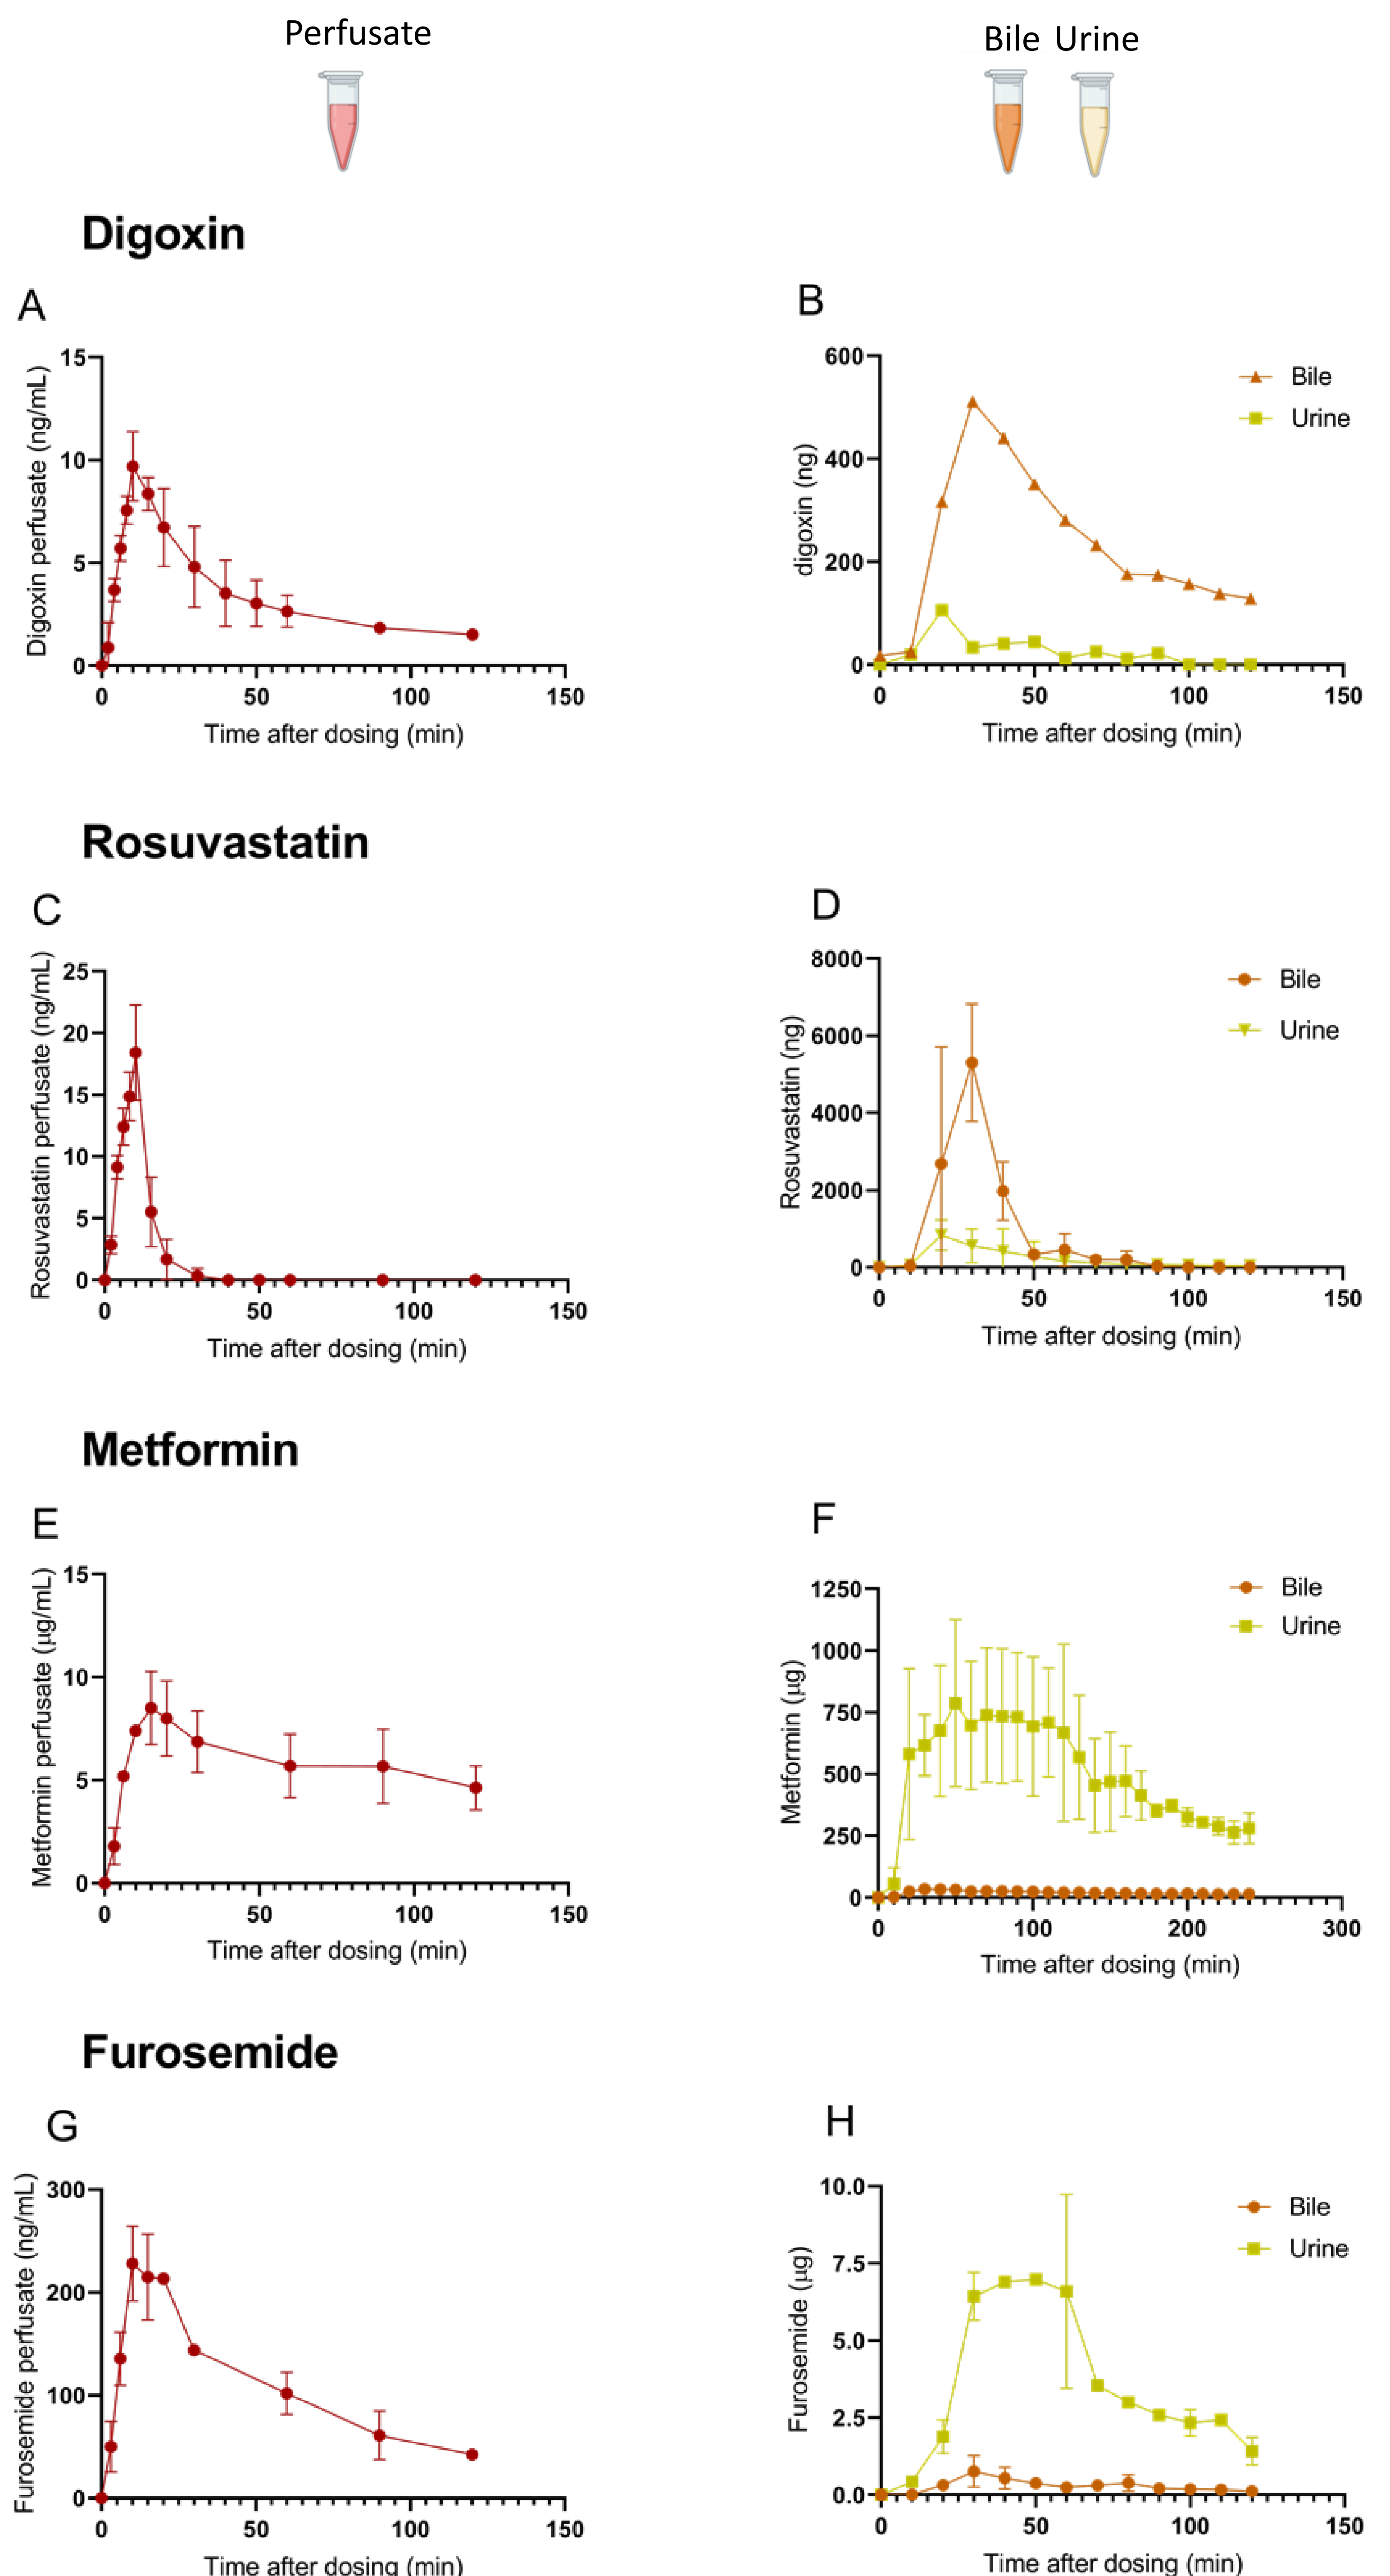 Perfusate
Bile Urine
Digoxin
A
B
15
10
5
0
Digoxin perfusate (ng/mL)
0 50 100 150
Time after dosing (min)
600
400
200
0
digoxin (ng)
Bile
Urine
0 50 100 150
Time after dosing (min)
Rosuvastatin
C
D
25
20
15
10
5
0
Rosuvastatin perfusate (ng/mL)
0 50 100 150
Time after dosing (min)
8000
6000
4000
2000
0
Rosuvastatin (ng)
Bile
Urine
0 50 100 150
Time after dosing (min)
Metformin
E
F
15
10
5
0
Metformin perfusate (µg/mL)
0 50 100 150
Time after dosing (min)
1250
1000
750
500
250
0
Metformin (µg)
Bile
Urine
0 100 200 300
Time after dosing (min)
Furosemide
G
H
300
200
100
0
Furosemide perfusate (ng/mL)
0 50 100 150
Time after dosing (min)
10.0
7.5
5.0
2.5
0.0
Furosemide (µg)
Bile
Urine
0 50 100 150
Time after dosing (min)